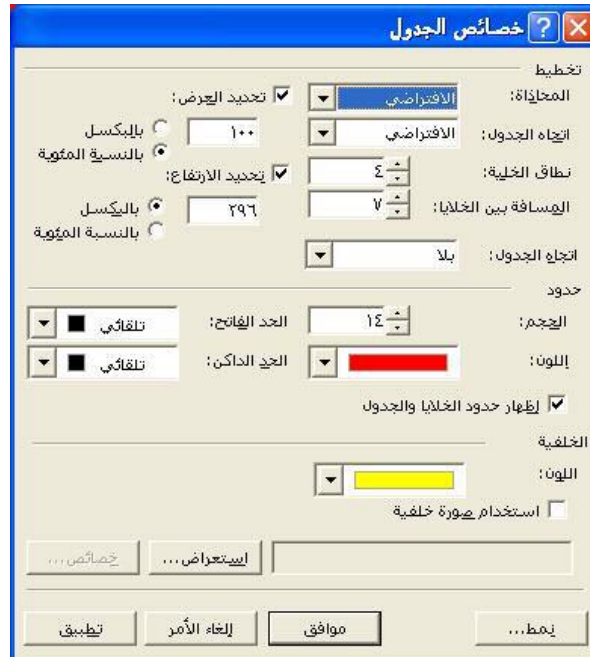 خصائص الجدول
تخطيط
المحاذاة: الافتراضي تحديد العرض:
اتجاه الجدول: الافتراضي ١٠٠ بالبكسل
بالنسبة المئوية
نطاق الخلية: ٤ تحديد الارتفاع:
المسافة بين الخلايا: ٧ ٢٩٦ بالبكسل
بالنسبة المئوية
اتجاه الجدول: بلا
حدود
الحجم: ١٤ الحد الفاتح: تلقائي
اللون: الحد الداكن: تلقائي
إظهار حدود الخلايا والجدول
الخلفية
اللون:
استخدام صورة خلفية
استعراض... خصائص...
نمط... موافق إلغاء الأمر تطبيق